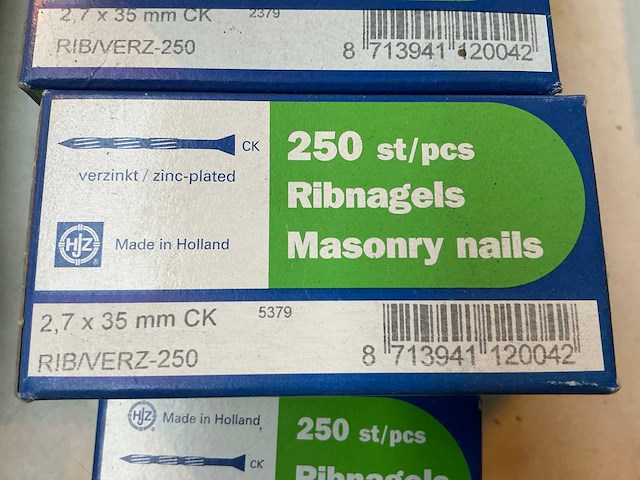 2,7 x 35 mm CK 2379
RIB/VERZ-250
8 713941 120042
CK
verzinkt / zinc-plated
HJZ
®
Made in Holland
250 st/pcs
Ribnagels
Masonry nails
2,7 x 35 mm CK 5379
RIB/VERZ-250
8 713941 120042
HJZ
®
Made in Holland
CK
250 st/pcs
Ribnagels